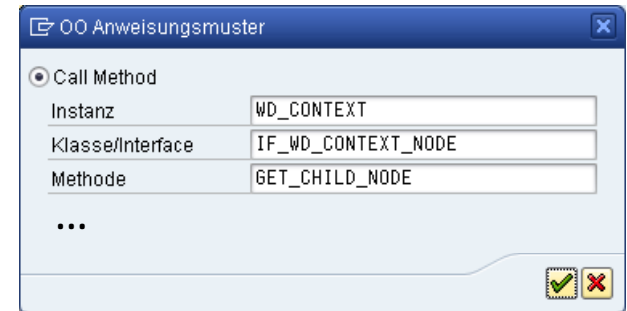 OO Anweisungsmuster
Call Method
Instanz WD_CONTEXT
Klasse/Interface IF_WD_CONTEXT_NODE
Methode GET_CHILD_NODE
...